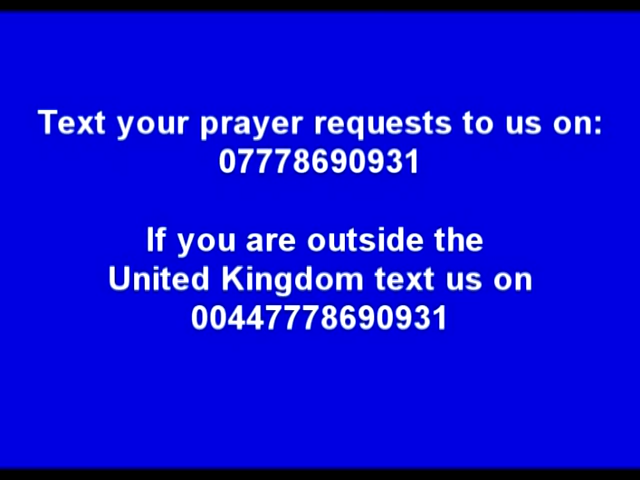 Text your prayer requests to us on:
07778690931
If you are outside the
United Kingdom text us on
00447778690931